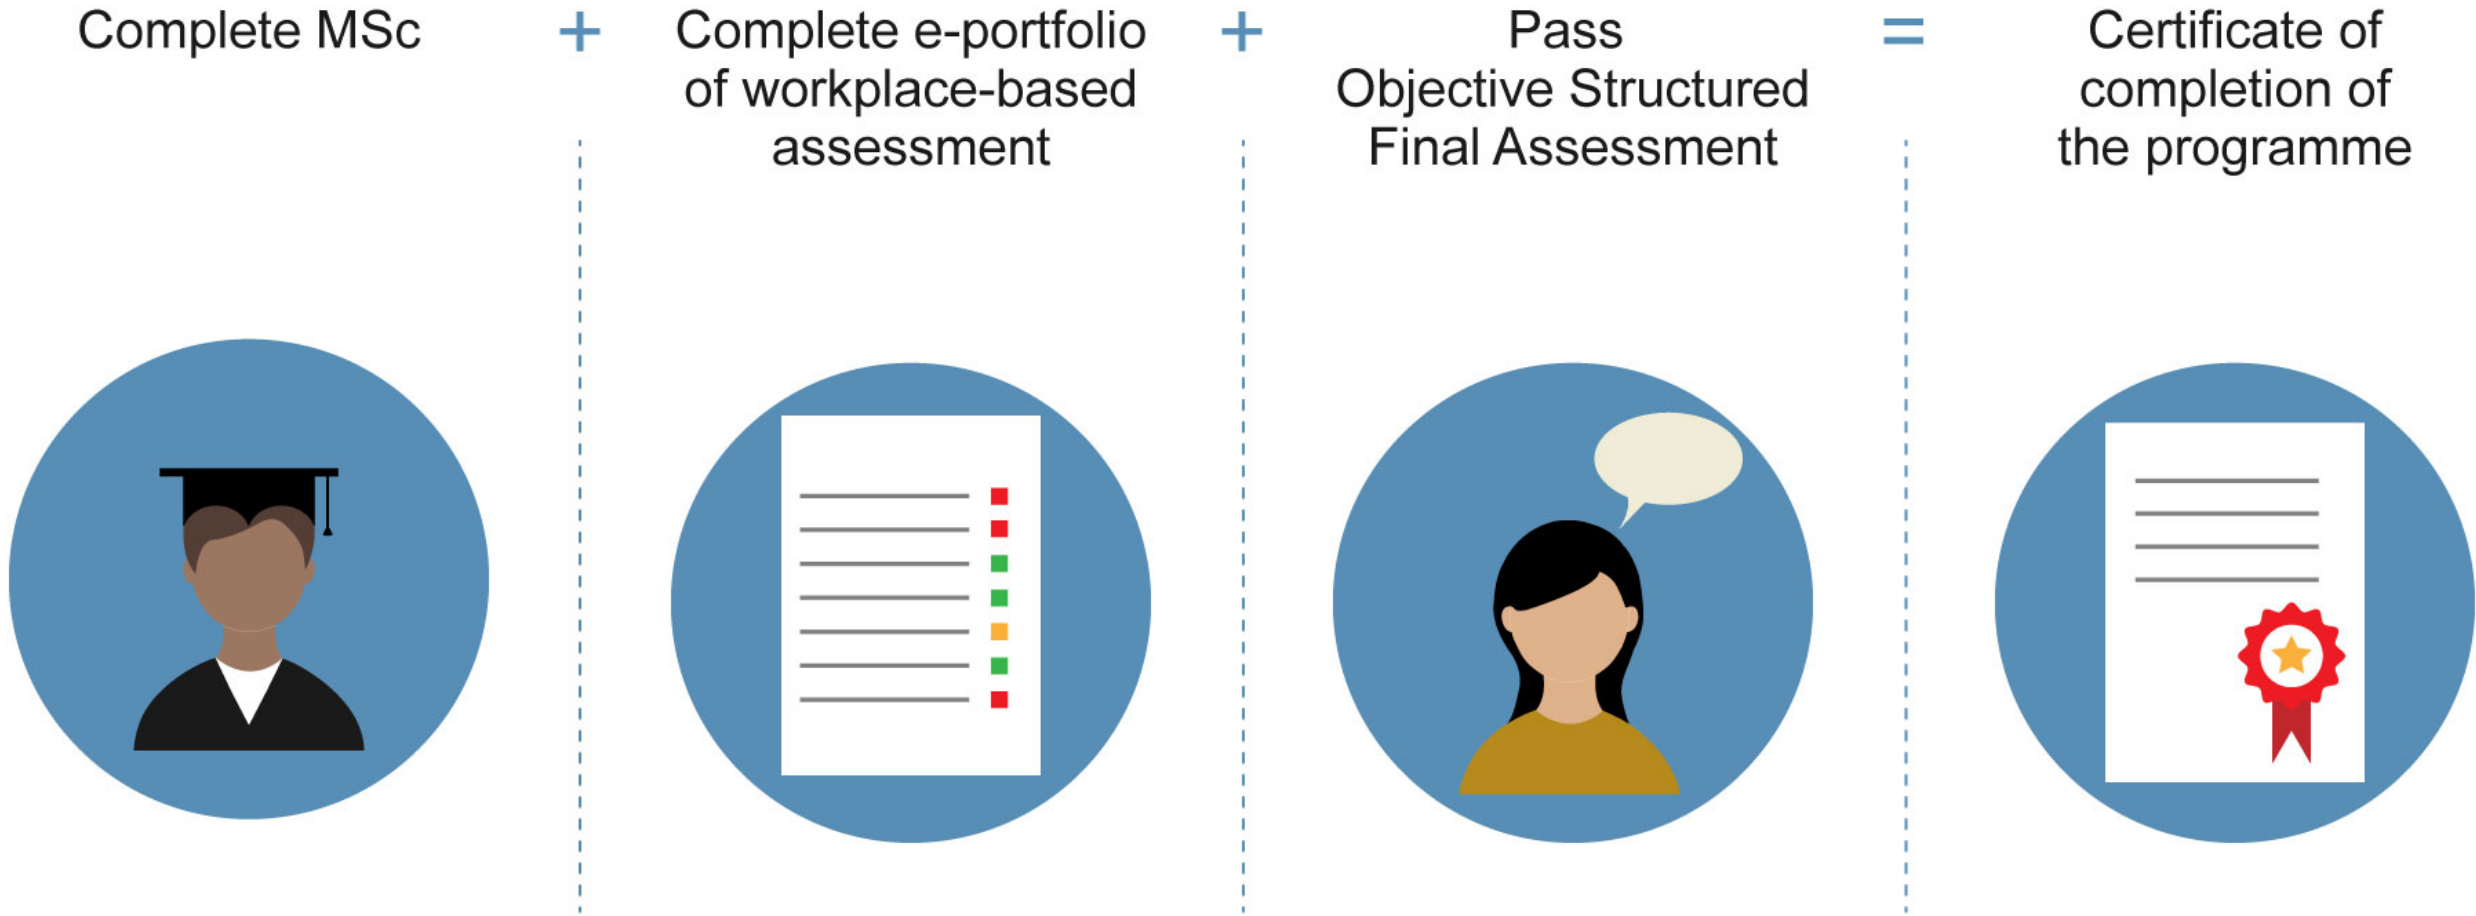 Complete MSc
+
Complete e-portfolio
of workplace-based
assessment
+
Pass
Objective Structured
Final Assessment
=
Certificate of
completion of
the programme